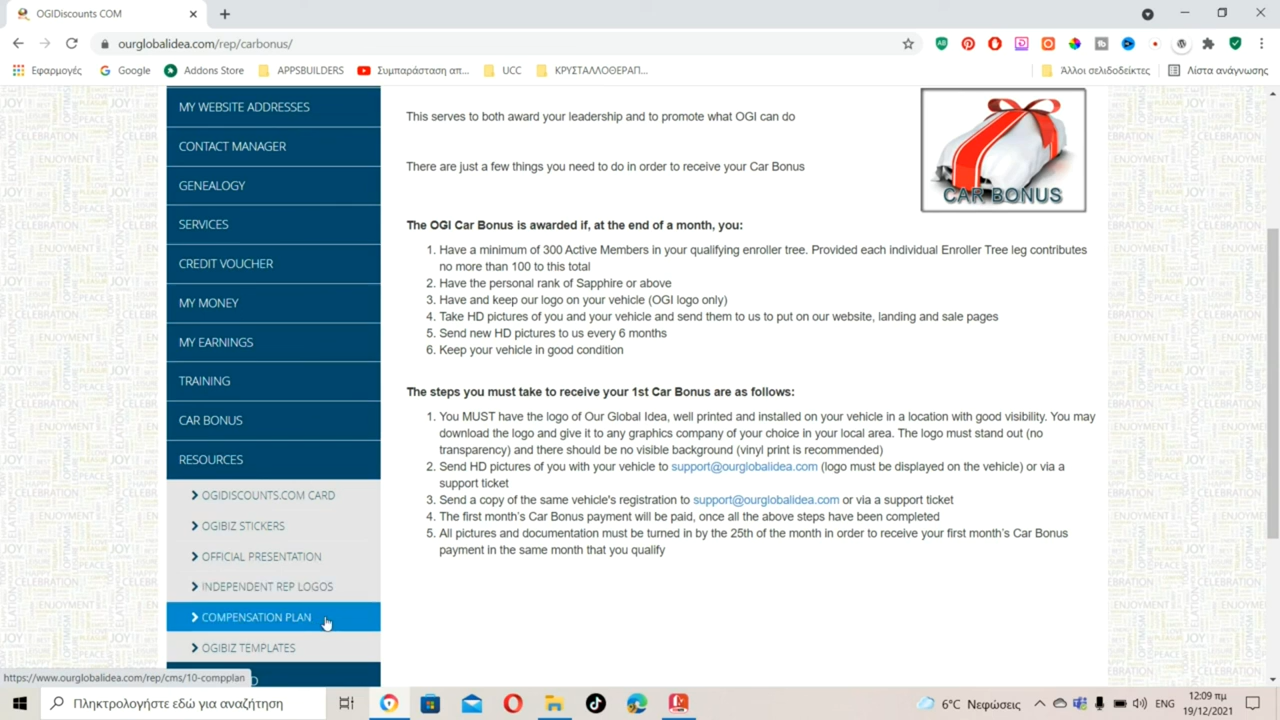 OGIDiscounts COM
ourglobalidea.com/rep/carbonus/
Εφαρμογές
Google
Addons Store
APPSBUILDERS
Συμπαράσταση απ...
UCC
ΚΡΥΣΤΑΛΛΟΘΕΡΑΠ...
Άλλοι σελιδοδείκτες
Λίστα ανάγνωσης
MY WEBSITE ADDRESSES
CONTACT MANAGER
GENEALOGY
SERVICES
CREDIT VOUCHER
MY MONEY
MY EARNINGS
TRAINING
CAR BONUS
RESOURCES
OGIDISCOUNTS.COM CARD
OGIBIZ STICKERS
OFFICIAL PRESENTATION
INDEPENDENT REP LOGOS
COMPENSATION PLAN
OGIBIZ TEMPLATES
This serves to both award your leadership and to promote what OGI can do
There are just a few things you need to do in order to receive your Car Bonus
CAR BONUS
The OGI Car Bonus is awarded if, at the end of a month, you:
1. Have a minimum of 300 Active Members in your qualifying enroller tree. Provided each individual Enroller Tree leg contributes
no more than 100 to this total
2. Have the personal rank of Sapphire or above
3. Have and keep our logo on your vehicle (OGI logo only)
4. Take HD pictures of you and your vehicle and send them to us to put on our website, landing and sale pages
5. Send new HD pictures to us every 6 months
6. Keep your vehicle in good condition
The steps you must take to receive your 1st Car Bonus are as follows:
1. You MUST have the logo of Our Global Idea, well printed and installed on your vehicle in a location with good visibility. You may
download the logo and give it to any graphics company of your choice in your local area. The logo must stand out (no
transparency) and there should be no visible background (vinyl print is recommended)
2. Send HD pictures of you with your vehicle to support@ourglobalidea.com (logo must be displayed on the vehicle) or via a
support ticket
3. Send a copy of the same vehicle's registration to support@ourglobalidea.com or via a support ticket
4. The first month's Car Bonus payment will be paid, once all the above steps have been completed
5. All pictures and documentation must be turned in by the 25th of the month in order to receive your first month's Car Bonus
payment in the same month that you qualify
https://www.ourglobalidea.com/rep/cms/10-compplan
Πληκτρολογήστε εδώ για αναζήτηση
6°C Νεφώσεις
ENG
12:09 πμ
19/12/2021